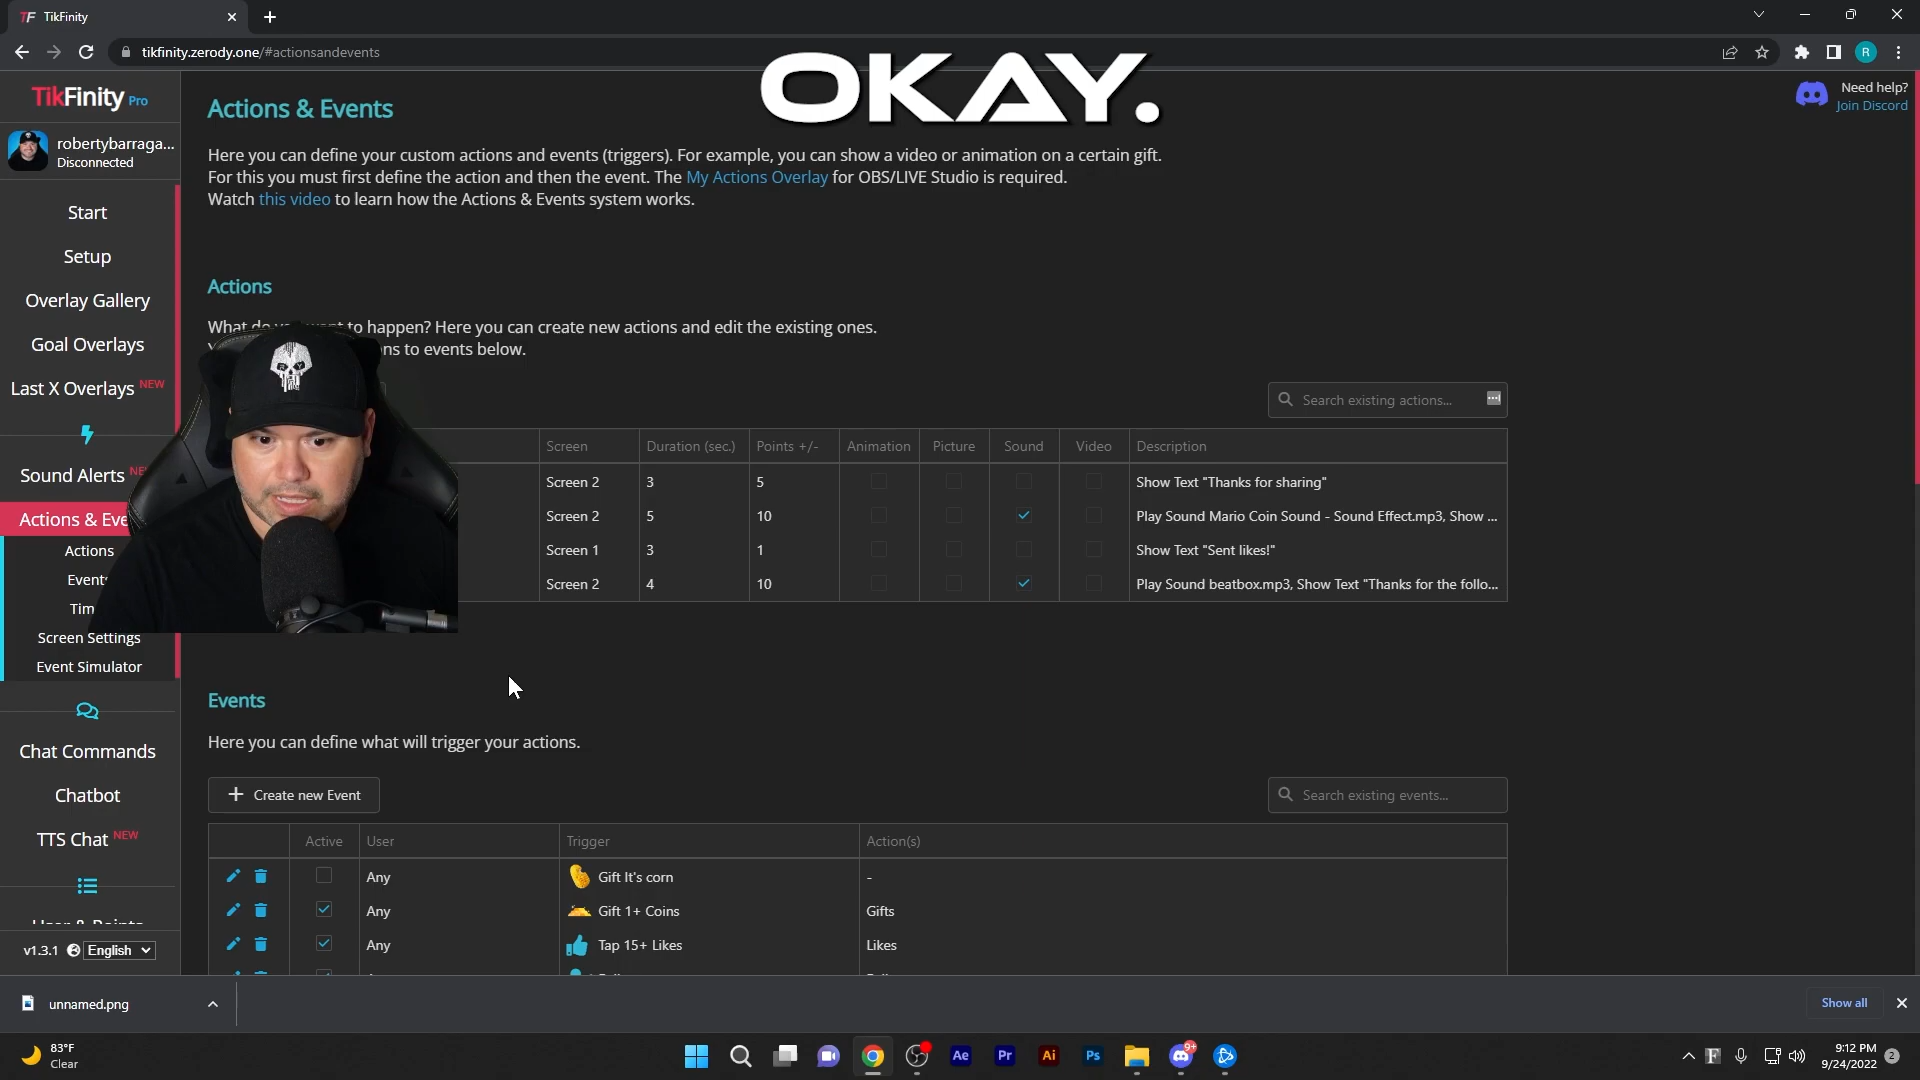 TikFinity
tikfinity.zerody.one/#actionsandevents
R
OKAY.
TikFinity Pro
robertybarraga...
Disconnected
Need help?
Join Discord
Start
Setup
Overlay Gallery
Goal Overlays
Last X Overlays NEW
Sound Alerts
Actions & Eve
Actions
Event
Tim
Screen Settings
Event Simulator
Chat Commands
Chatbot
TTS Chat NEW
v1.3.1 English
Actions & Events
Here you can define your custom actions and events (triggers). For example, you can show a video or animation on a certain gift.
For this you must first define the action and then the event. The My Actions Overlay for OBS/LIVE Studio is required.
Watch this video to learn how the Actions & Events system works.
Actions
What do want to happen? Here you can create new actions and edit the existing ones.
ns to events below.
Search existing actions...
Screen Duration (sec.) Points +/- Animation Picture Sound Video Description
Screen 2 3 5 Show Text "Thanks for sharing"
Screen 2 5 10 Play Sound Mario Coin Sound - Sound Effect.mp3, Show ...
Screen 1 3 1 Show Text "Sent likes!"
Screen 2 4 10 Play Sound beatbox.mp3, Show Text "Thanks for the follo...
Events
Here you can define what will trigger your actions.
+ Create new Event
Search existing events...
Active User Trigger Action(s)
Any Gift It's corn -
Any Gift 1+ Coins Gifts
Any Tap 15+ Likes Likes
unnamed.png
Show all
83°F
Clear
Ae Pr Ai Ps
9+
9:12 PM
9/24/2022
2